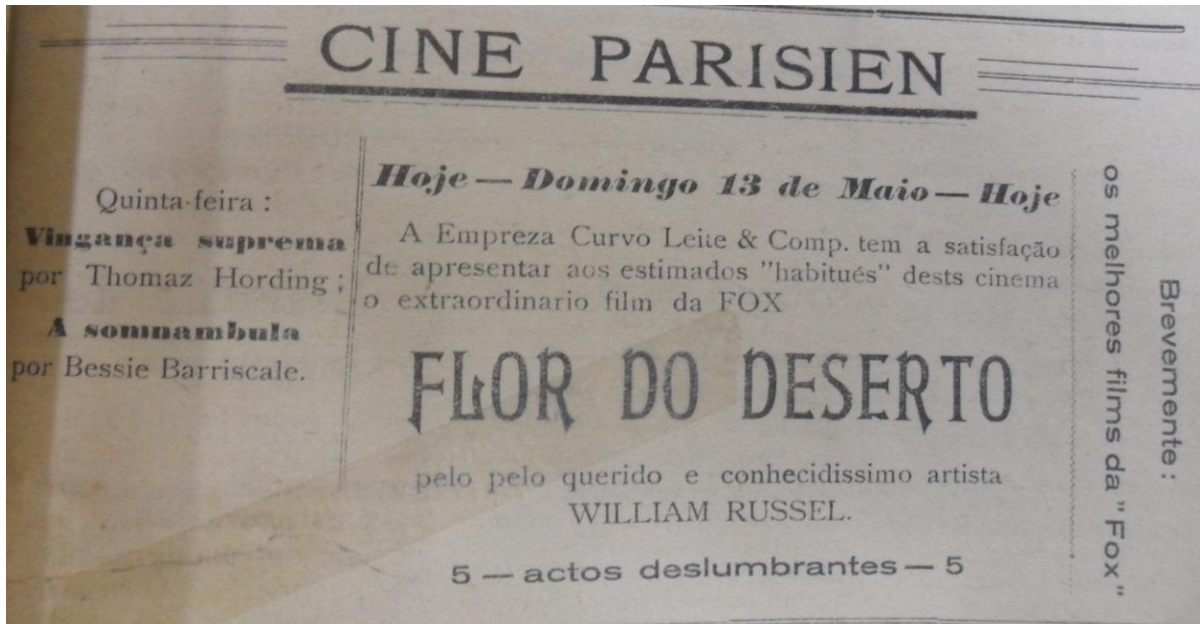 CINE PARISIEN
Quinta-feira :
Vingança suprema
por Thomaz Hording ;
A somnambula
por Bessie Barriscale.
Hoje — Domingo 13 de Maio — Hoje
A Empreza Curvo Leite & Comp. tem a satisfação
de apresentar aos estimados "habitués" dests cinema
o extraordinario film da FOX
FLOR DO DESERTO
pelo pelo querido e conhecidissimo artista
WILLIAM RUSSEL.
5 — actos deslumbrantes — 5
Brevemente :
os melhores films da "Fox"